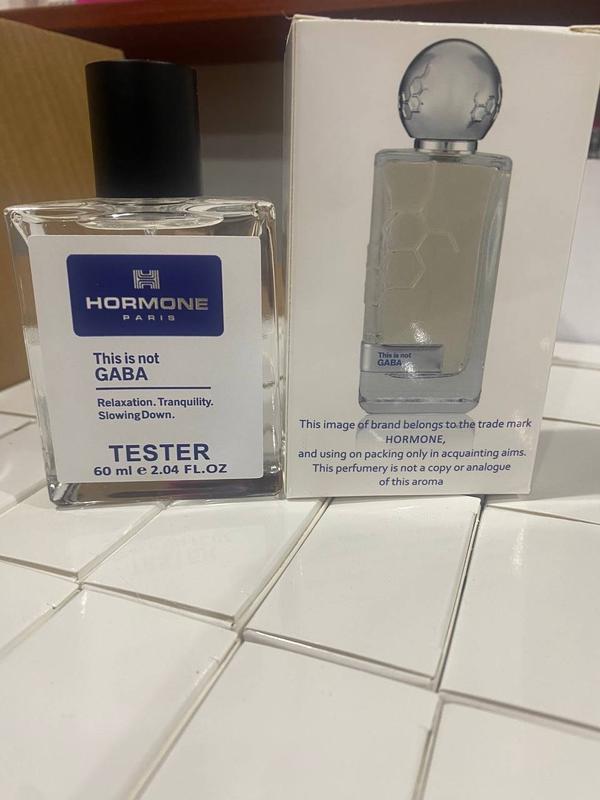 HORMONE
PARIS
This is not
GABA
Relaxation. Tranquility.
Slowing Down.
TESTER
60 ml e 2.04 FL.OZ
This is not
GABA
This image of brand belongs to the trade mark
HORMONE,
and using on packing only in acquainting aims.
This perfumery is not a copy or analogue
of this aroma